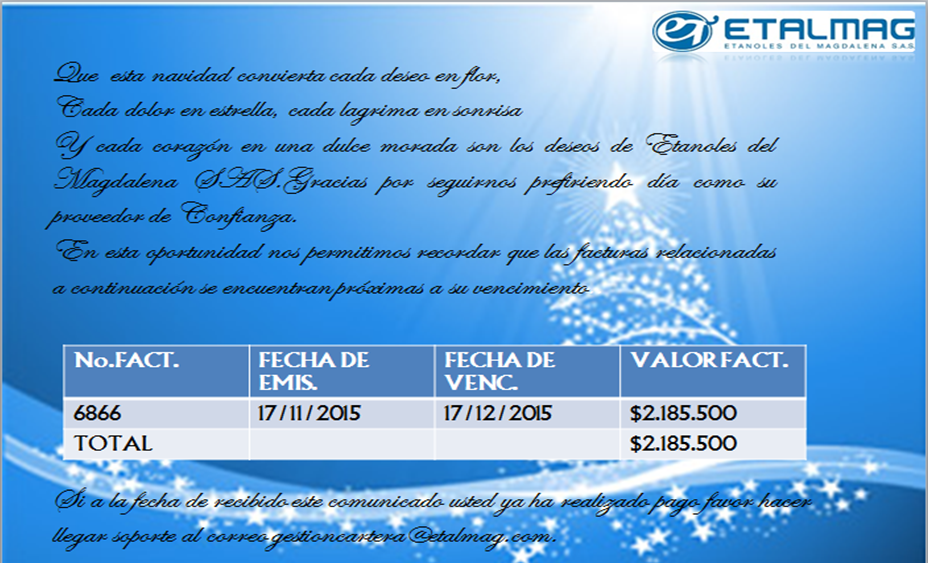 ETALMAG
ETANOLES DEL MAGDALENA S.A.S.
Que esta navidad convierta cada deseo en flor,
Cada dolor en estrella, cada lagrima en sonrisa
Y cada corazón en una dulce morada son los deseos de Etanoles del
Magdalena SAS.Gracias por seguirnos prefiriendo día como su
proveedor de Confianza.
En esta oportunidad nos permitimos recordar que las facturas relacionadas
a continuación se encuentran próximas a su vencimiento
No.FACT. FECHA DE EMIS. FECHA DE VENC. VALOR FACT.
6866 17/11/2015 17/12/2015 $2.185.500
TOTAL $2.185.500
Si a la fecha de recibido este comunicado usted ya ha realizado pago favor hacer
llegar soporte al correo gestioncartera@etalmag.com.